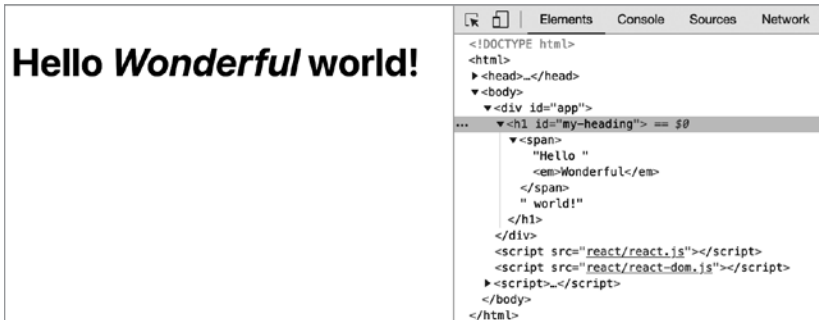 Hello Wonderful world!
Elements Console Sources Network
<!DOCTYPE html>
<html>
▶<head>…</head>
▼<body>
▼<div id="app">
… ▼<h1 id="my-heading"> == $0
▼<span>
"Hello "
<em>Wonderful</em>
</span>
" world!"
</h1>
</div>
<script src="react/react.js"></script>
<script src="react/react-dom.js"></script>
▶<script>…</script>
</body>
</html>